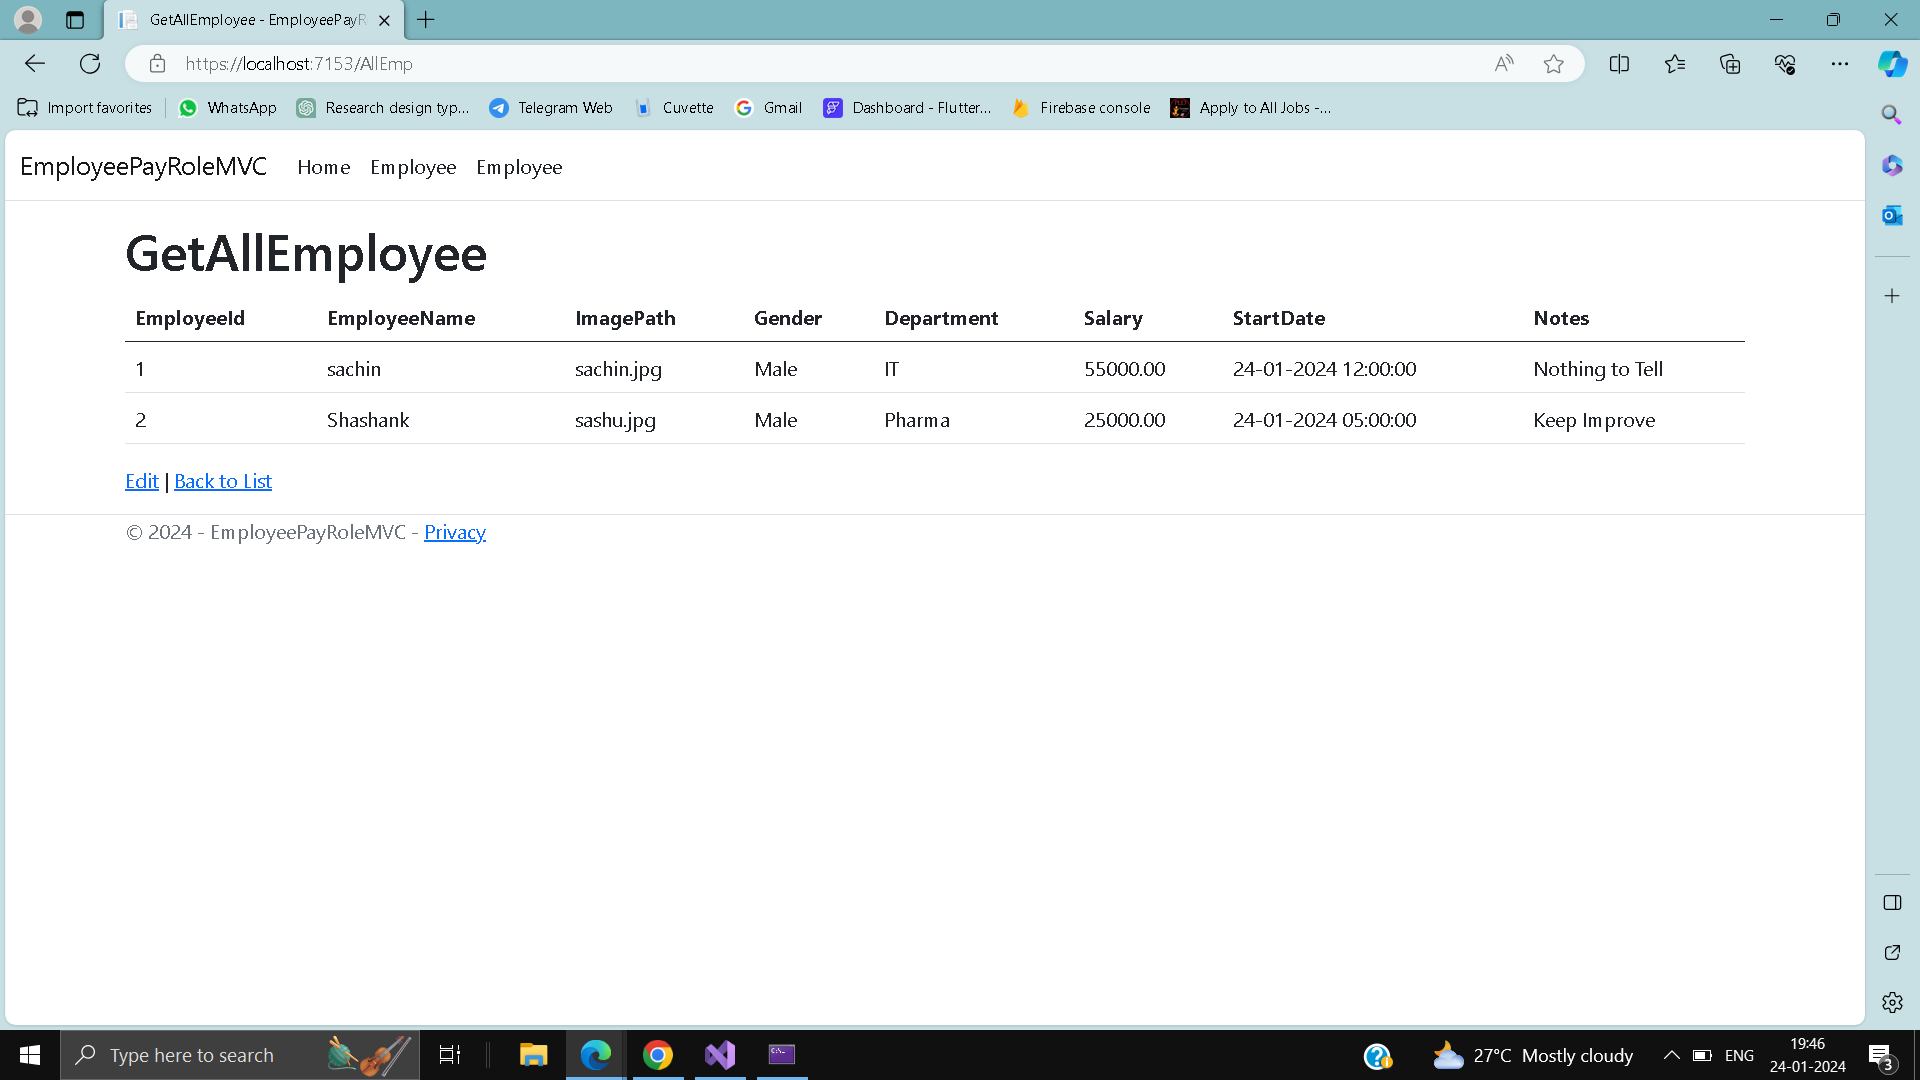 GetAllEmployee - EmployeePayR
https://localhost:7153/AllEmp
Import favorites WhatsApp Research design typ... Telegram Web Cuvette Gmail Dashboard - Flutter... Firebase console Apply to All Jobs -...
EmployeePayRoleMVC Home Employee Employee
GetAllEmployee
EmployeeId EmployeeName ImagePath Gender Department Salary StartDate Notes
1 sachin sachin.jpg Male IT 55000.00 24-01-2024 12:00:00 Nothing to Tell
2 Shashank sashu.jpg Male Pharma 25000.00 24-01-2024 05:00:00 Keep Improve
Edit | Back to List
© 2024 - EmployeePayRoleMVC - Privacy
Type here to search 27°C Mostly cloudy ENG 19:46
24-01-2024 3